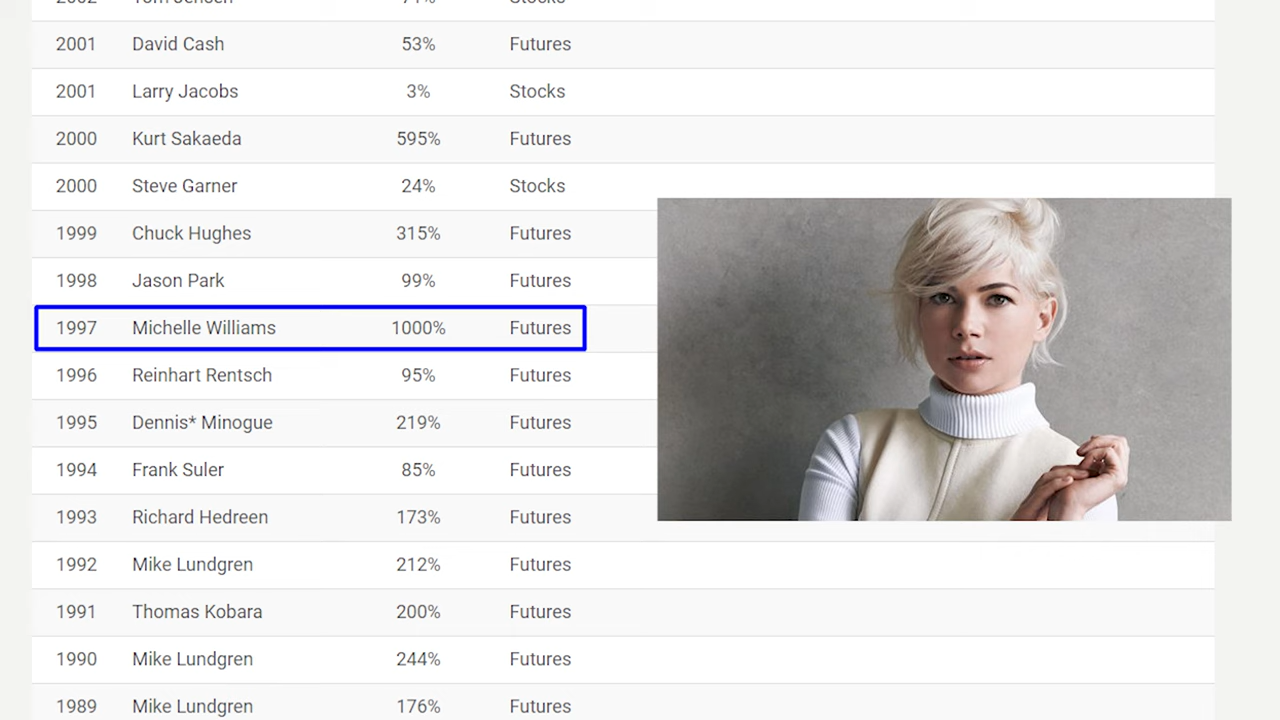 2001 David Cash 53% Futures
2001 Larry Jacobs 3% Stocks
2000 Kurt Sakaeda 595% Futures
2000 Steve Garner 24% Stocks
1999 Chuck Hughes 315% Futures
1998 Jason Park 99% Futures
1997 Michelle Williams 1000% Futures
1996 Reinhart Rentsch 95% Futures
1995 Dennis* Minogue 219% Futures
1994 Frank Suler 85% Futures
1993 Richard Hedreen 173% Futures
1992 Mike Lundgren 212% Futures
1991 Thomas Kobara 200% Futures
1990 Mike Lundgren 244% Futures
1989 Mike Lundgren 176% Futures